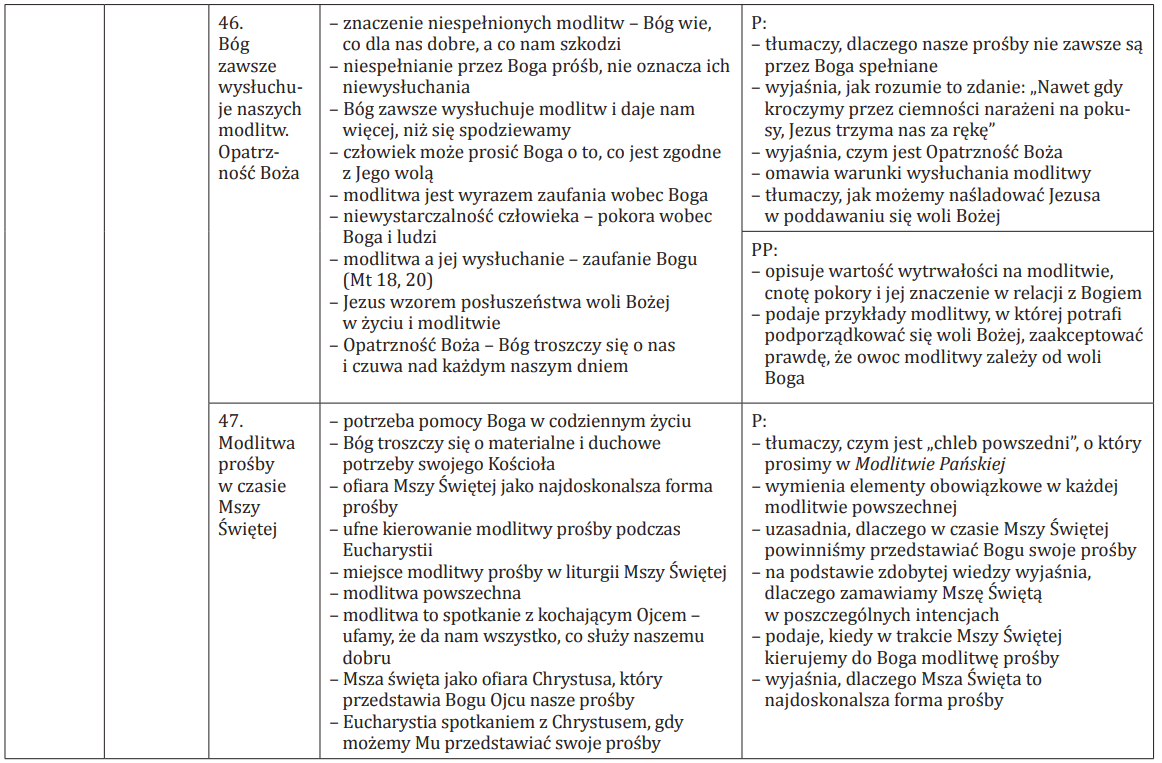 46.
Bóg
zawsze
wysłuchu-
je naszych
modlitw.
Opatrz-
ność Boża
– znaczenie niespełnionych modlitw – Bóg wie,
co dla nas dobre, a co nam szkodzi
– niespełnianie przez Boga próśb, nie oznacza ich
niewysłuchania
– Bóg zawsze wysłuchuje modlitw i daje nam
więcej, niż się spodziewamy
– człowiek może prosić Boga o to, co jest zgodne
z Jego wolą
– modlitwa jest wyrazem zaufania wobec Boga
– niewystarczalność człowieka – pokora wobec
Boga i ludzi
– modlitwa a jej wysłuchanie – zaufanie Bogu
(Mt 18, 20)
– Jezus wzorem posłuszeństwa woli Bożej
w życiu i modlitwie
– Opatrzność Boża – Bóg troszczy się o nas
i czuwa nad każdym naszym dniem
P:
– tłumaczy, dlaczego nasze prośby nie zawsze są
przez Boga spełniane
– wyjaśnia, jak rozumie to zdanie: „Nawet gdy
kroczymy przez ciemności narażeni na poku-
sy, Jezus trzyma nas za rękę”
– wyjaśnia, czym jest Opatrzność Boża
– omawia warunki wysłuchania modlitwy
– tłumaczy, jak możemy naśladować Jezusa
w poddawaniu się woli Bożej
PP:
– opisuje wartość wytrwałości na modlitwie,
cnotę pokory i jej znaczenie w relacji z Bogiem
– podaje przykłady modlitwy, w której potrafi
podporządkować się woli Bożej, zaakceptować
prawdę, że owoc modlitwy zależy od woli
Boga
47.
Modlitwa
prośby
w czasie
Mszy
Świętej
– potrzeba pomocy Boga w codziennym życiu
– Bóg troszczy się o materialne i duchowe
potrzeby swojego Kościoła
– ofiara Mszy Świętej jako najdoskonalsza forma
prośby
– ufne kierowanie modlitwy prośby podczas
Eucharystii
– miejsce modlitwy prośby w liturgii Mszy Świętej
– modlitwa powszechna
– modlitwa to spotkanie z kochającym Ojcem –
ufamy, że da nam wszystko, co służy naszemu
dobru
– Msza święta jako ofiara Chrystusa, który
przedstawia Bogu Ojcu nasze prośby
– Eucharystia spotkaniem z Chrystusem, gdy
możemy Mu przedstawiać swoje prośby
P:
– tłumaczy, czym jest „chleb powszedni”, o który
prosimy w Modlitwie Pańskiej
– wymienia elementy obowiązkowe w każdej
modlitwie powszechnej
– uzasadnia, dlaczego w czasie Mszy Świętej
powinniśmy przedstawiać Bogu swoje prośby
– na podstawie zdobytej wiedzy wyjaśnia,
dlaczego zamawiamy Mszę Świętą
w poszczególnych intencjach
– podaje, kiedy w trakcie Mszy Świętej
kierujemy do Boga modlitwę prośby
– wyjaśnia, dlaczego Msza Święta to
najdoskonalsza forma prośby